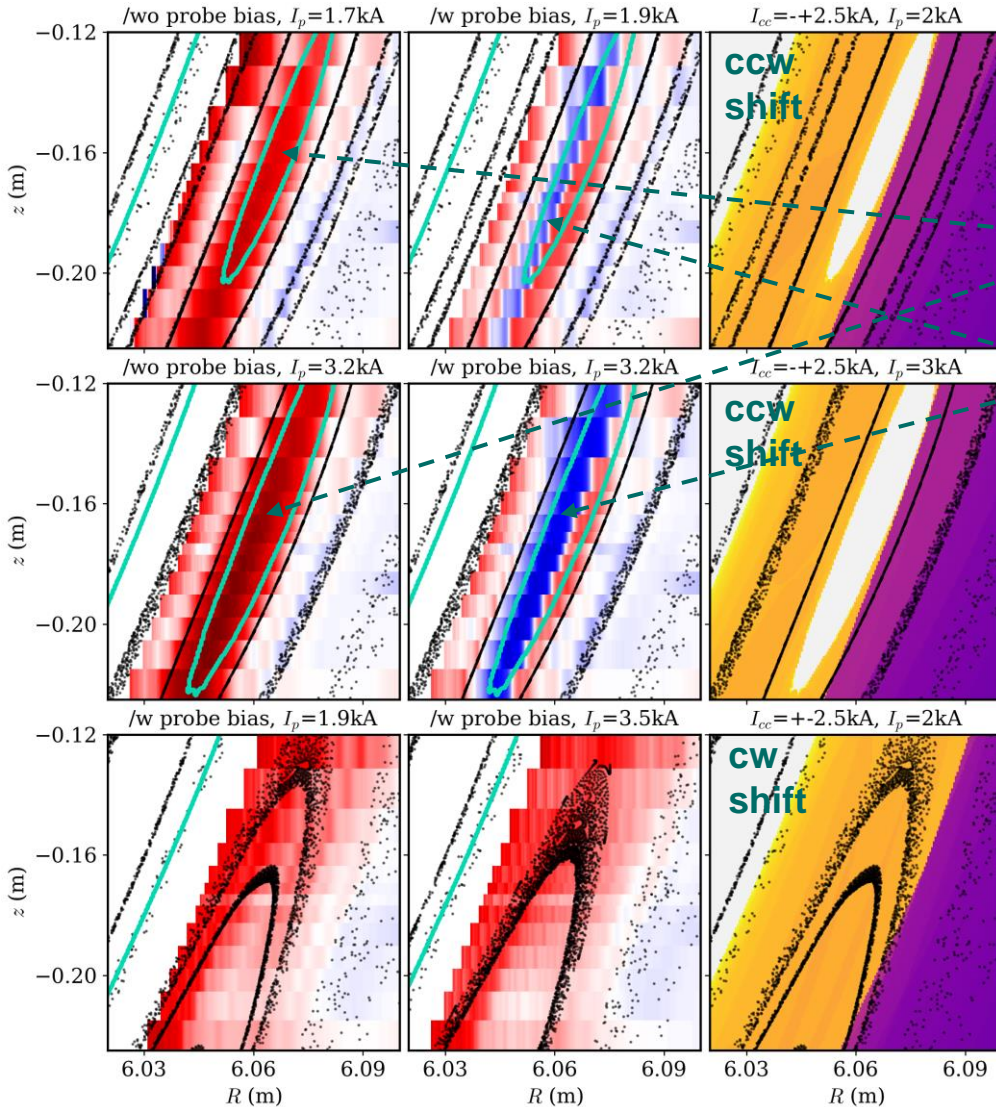 /wo probe bias, I_p=1.7kA
/w probe bias, I_p=1.9kA
I_cc=-+2.5kA, I_p=2kA
−0.12
−0.16
−0.20
z (m)
ccw
shift
/wo probe bias, I_p=3.2kA
/w probe bias, I_p=3.2kA
I_cc=-+2.5kA, I_p=3kA
−0.12
−0.16
−0.20
z (m)
ccw
shift
/w probe bias, I_p=1.9kA
/w probe bias, I_p=3.5kA
I_cc=+-2.5kA, I_p=2kA
−0.12
−0.16
−0.20
z (m)
cw
shift
6.03 6.06 6.09
6.03 6.06 6.09
6.03 6.06 6.09
R (m)
R (m)
R (m)